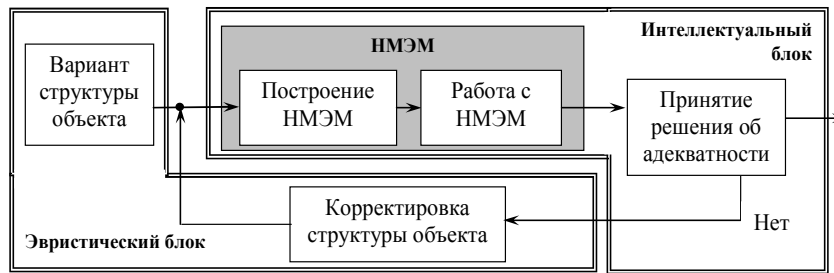 НМЭМ
Интеллектуальный
блок
Вариант
структуры
объекта
Построение
НМЭМ
Работа с
НМЭМ
Принятие
решения об
адекватности
Корректировка
структуры объекта
Нет
Эвристический блок